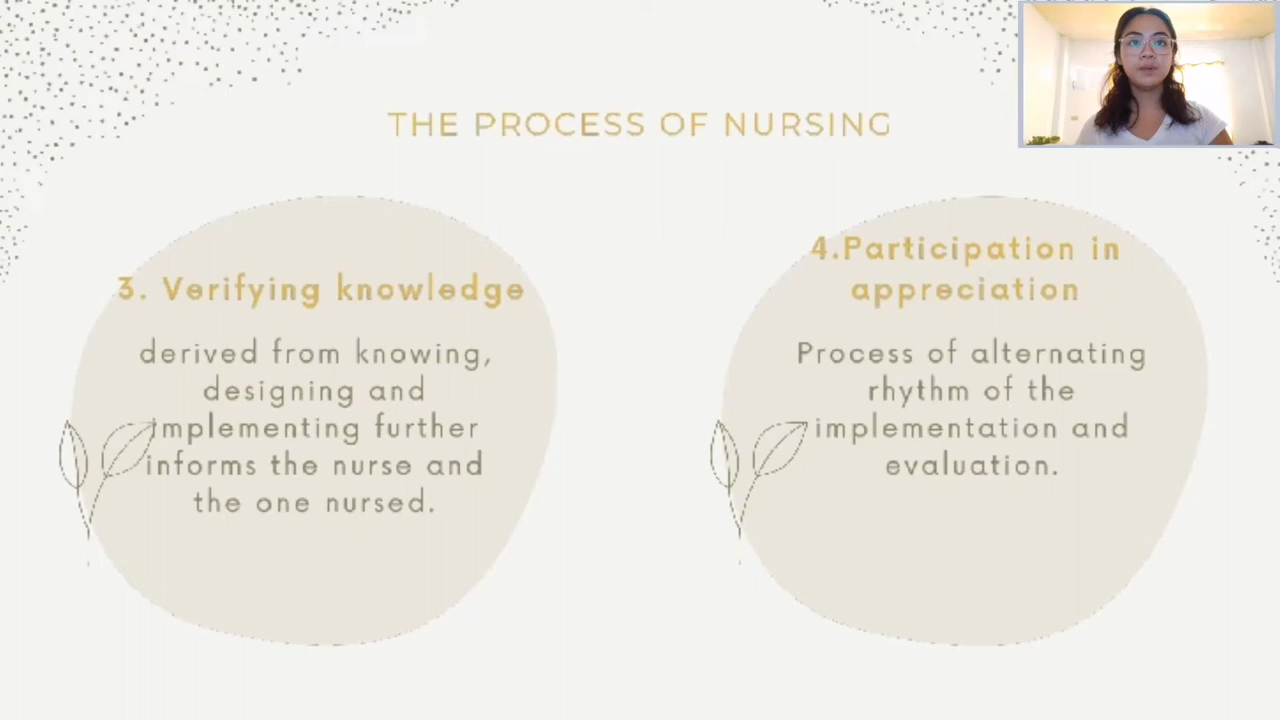 THE PROCESS OF NURSING
3. Verifying knowledge
derived from knowing,
designing and
implementing further
informs the nurse and
the one nursed.
4.Participation in
appreciation
Process of alternating
rhythm of the
implementation and
evaluation.